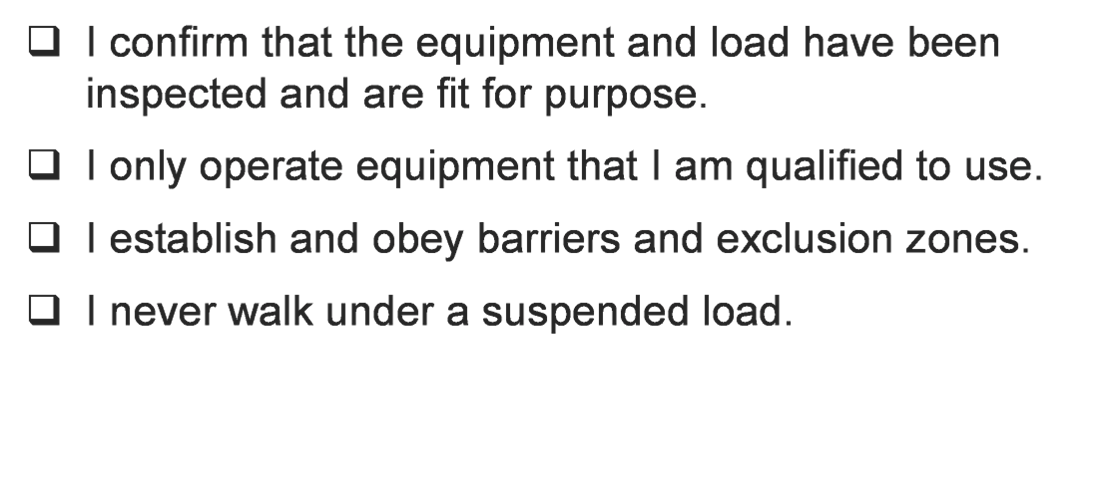 ❑ I confirm that the equipment and load have been
inspected and are fit for purpose.
❑ I only operate equipment that I am qualified to use.
❑ I establish and obey barriers and exclusion zones.
❑ I never walk under a suspended load.